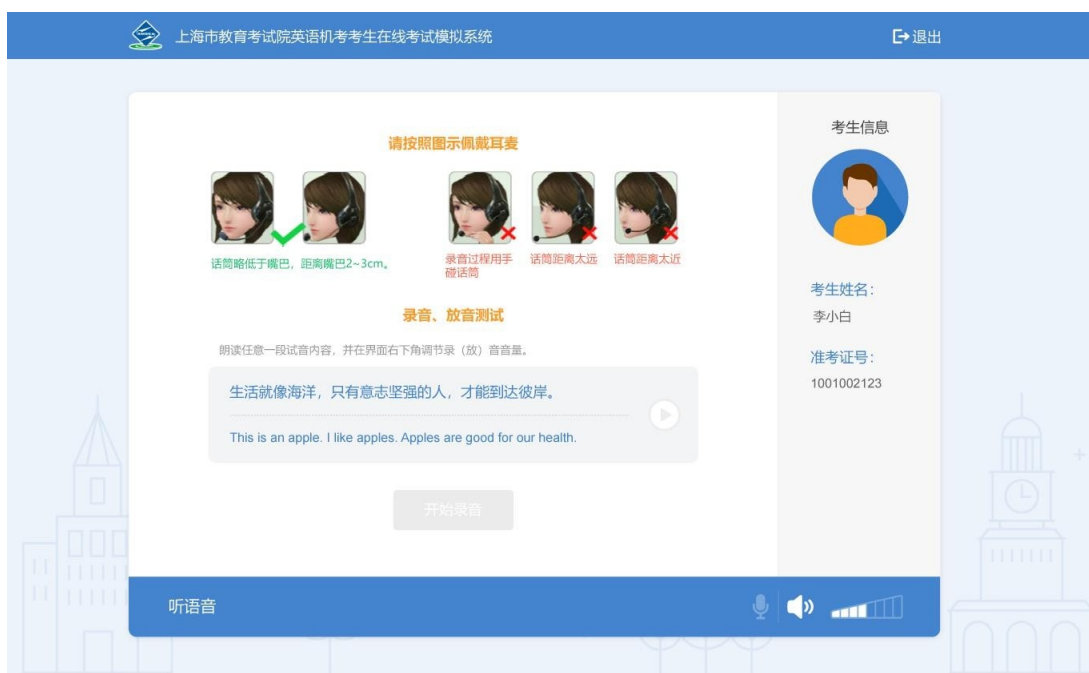 上海市教育考试院英语机考考生在线考试模拟系统
退出
请按照图示佩戴耳麦
话筒略低于嘴巴，距离嘴巴2~3cm。
录音过程用手
碰话筒
话筒距离太远
话筒距离太近
录音、放音测试
朗读任意一段试音内容，并在界面右下角调节录（放）音音量。
生活就像海洋，只有意志坚强的人，才能到达彼岸。
This is an apple. I like apples. Apples are good for our health.
开始录音
考生信息
考生姓名：
李小白
准考证号：
1001002123
听语音